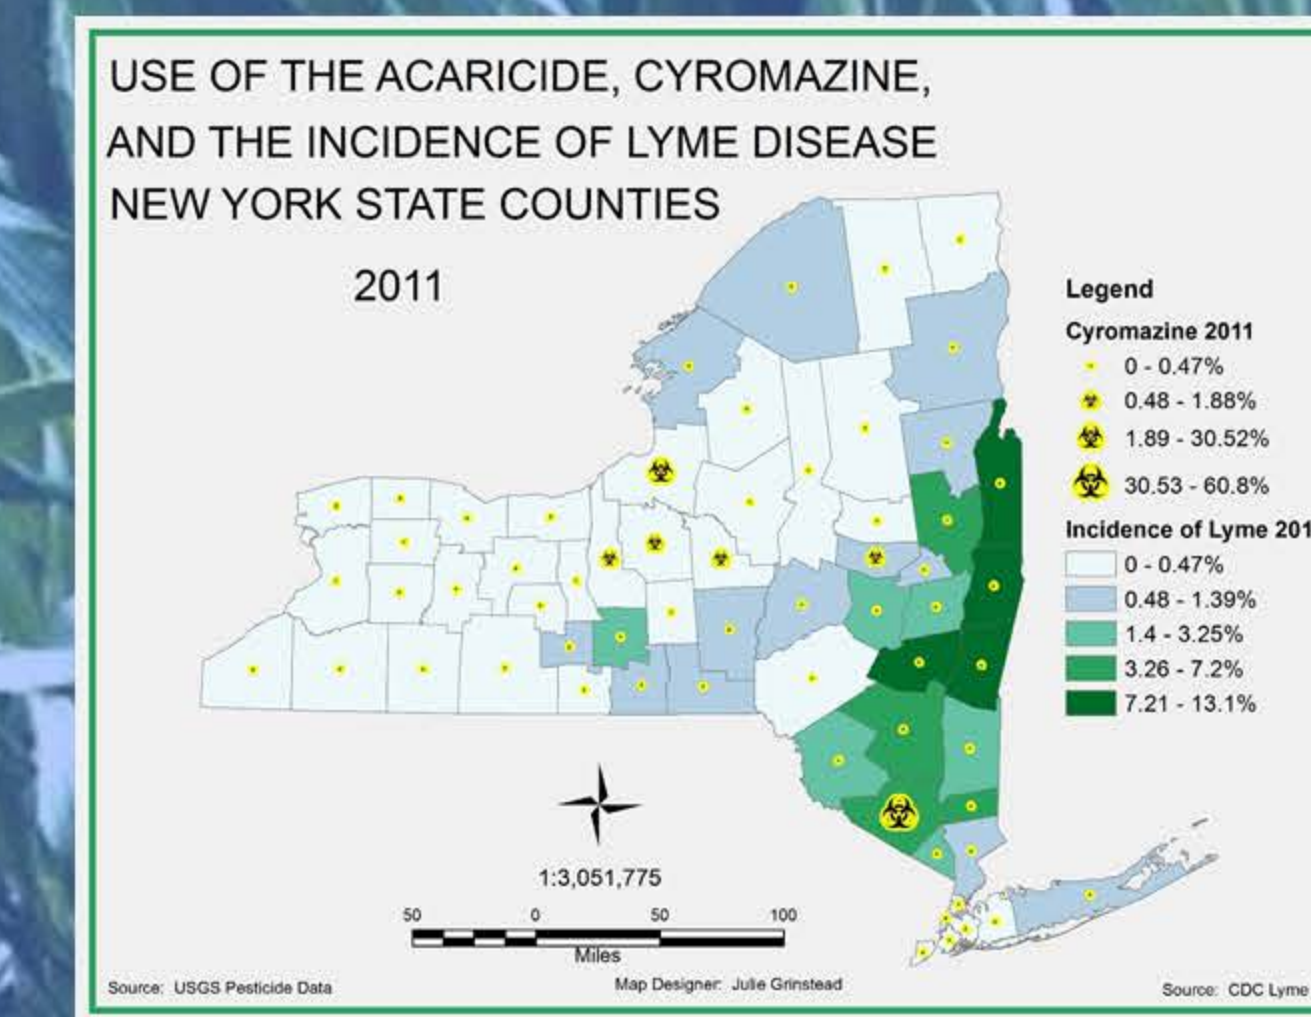 USE OF THE ACARICIDE, CYROMAZINE,
AND THE INCIDENCE OF LYME DISEASE
NEW YORK STATE COUNTIES
2011
Legend
Cyromazine 2011
0 - 0.47%
0.48 - 1.88%
1.89 - 30.52%
30.53 - 60.8%
Incidence of Lyme 201
0 - 0.47%
0.48 - 1.39%
1.4 - 3.25%
3.26 - 7.2%
7.21 - 13.1%
1:3,051,775
50 0 50 100
Miles
Source: USGS Pesticide Data
Map Designer: Julie Grinstead
Source: CDC Lyme